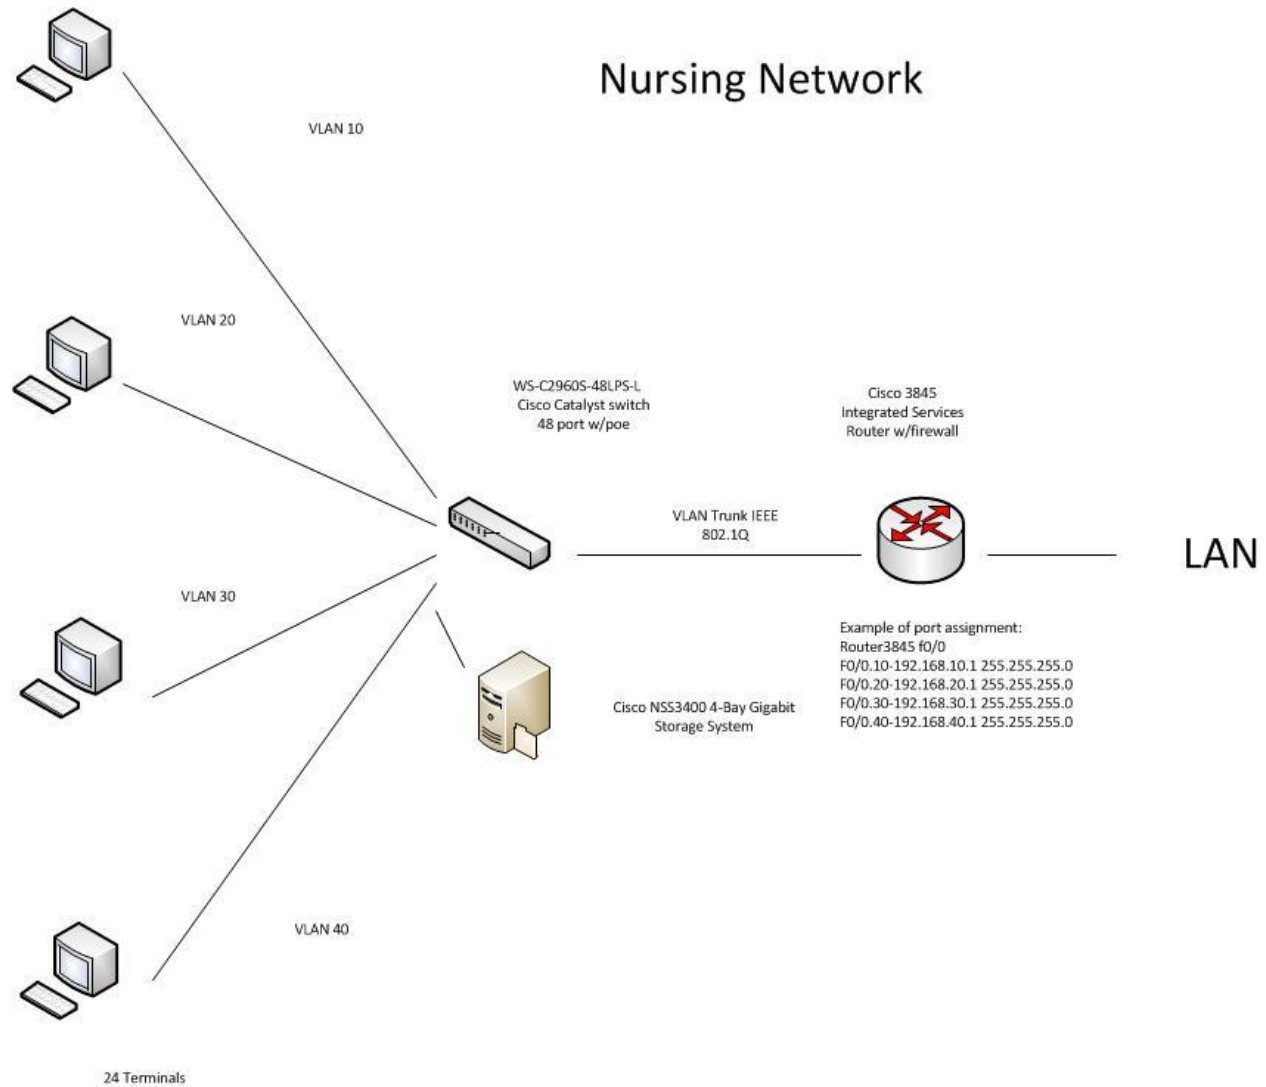 Nursing Network
VLAN 10
VLAN 20
WS-C2960S-48LPS-L
Cisco Catalyst switch
48 port w/poe
Cisco 3845
Integrated Services
Router w/firewall
VLAN Trunk IEEE
802.1Q
LAN
VLAN 30
Example of port assignment:
Router3845 f0/0
F0/0.10-192.168.10.1 255.255.255.0
F0/0.20-192.168.20.1 255.255.255.0
F0/0.30-192.168.30.1 255.255.255.0
F0/0.40-192.168.40.1 255.255.255.0
Cisco NSS3400 4-Bay Gigabit
Storage System
VLAN 40
24 Terminals